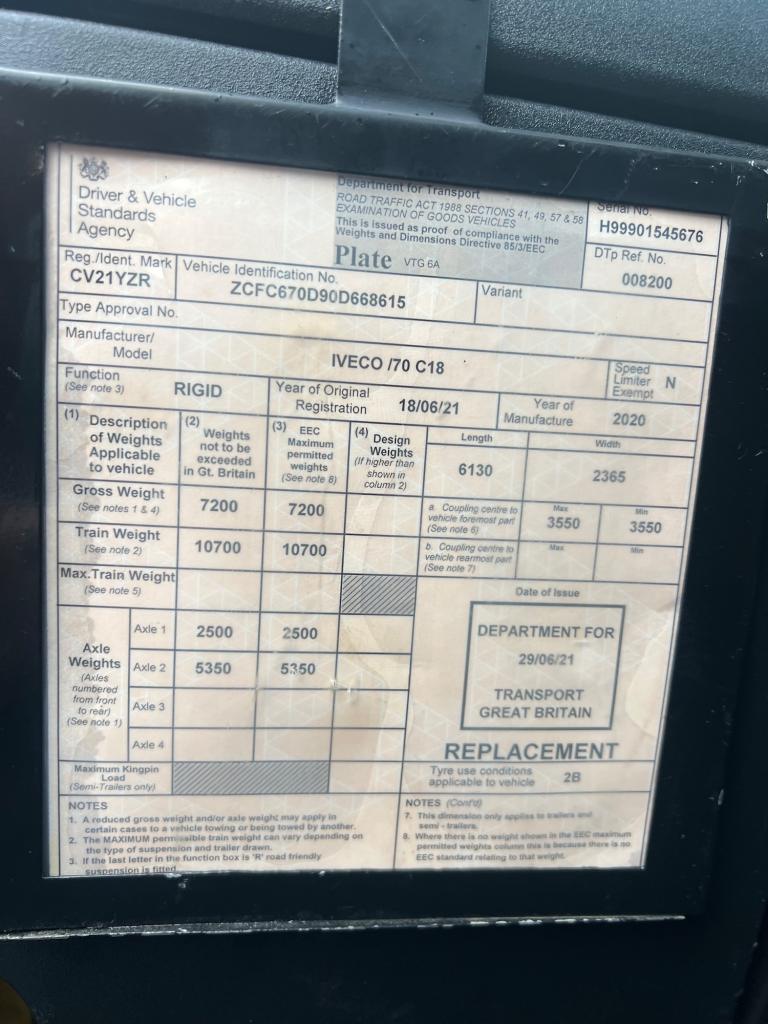 Driver & Vehicle
Standards
Agency
Department for Transport
ROAD TRAFFIC ACT 1988 SECTIONS 41, 49, 57 & 58
EXAMINATION OF GOODS VEHICLES
This is issued as proof of compliance with the
Weights and Dimensions Directive 85/3/EEC
Plate VTG 6A
Serial No.
H99901545676
DTp Ref. No.
008200
Reg./Ident. Mark
CV21YZR
Vehicle Identification No.
ZCFC670D90D668615
Variant
Type Approval No.
Manufacturer/
Model
IVECO /70 C18
Speed
Limiter
Exempt
N
Function
(See note 3)
RIGID
Year of Original
Registration
18/06/21
Year of
Manufacture
2020
(1) Description
of Weights
Applicable
to vehicle
(2) Weights
not to be
exceeded
in Gt. Britain
(3) EEC
Maximum
permitted
weights
(See note 8)
(4) Design
Weights
(If higher than
shown in
column 2)
Length
6130
Width
2365
Gross Weight
(See notes 1 & 4)
7200
7200
a. Coupling centre to
vehicle foremost part
(See note 6)
Max
3550
Min
3550
Train Weight
(See note 2)
10700
10700
b. Coupling centre to
vehicle rearmost part
(See note 7)
Max
Min
Max.Train Weight
(See note 5)
Axle
Weights
(Axles
numbered
from front
to rear)
(See note 1)
Axle 1
2500
2500
Axle 2
5350
5350
Axle 3
Axle 4
Date of Issue
DEPARTMENT FOR
29/06/21
TRANSPORT
GREAT BRITAIN
REPLACEMENT
Maximum Kingpin
Load
(Semi-Trailers only)
Tyre use conditions
applicable to vehicle
2B
NOTES
1. A reduced gross weight and/or axle weight may apply in
certain cases to a vehicle towing or being towed by another.
2. The MAXIMUM permissible train weight can vary depending on
the type of suspension and trailer drawn.
3. If the last letter in the function box is 'R' road friendly
suspension is fitted
NOTES (Cont'd)
7. This dimension only applies to trailers and
semi - trailers.
8. Where there is no weight shown in the EEC maximum
permitted weights column this is because there is no
EEC standard relating to that weight.